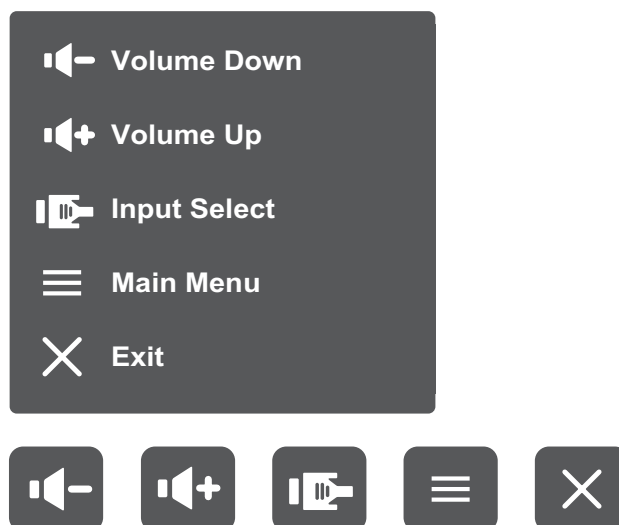 Volume Down
Volume Up
Input Select
Main Menu
Exit